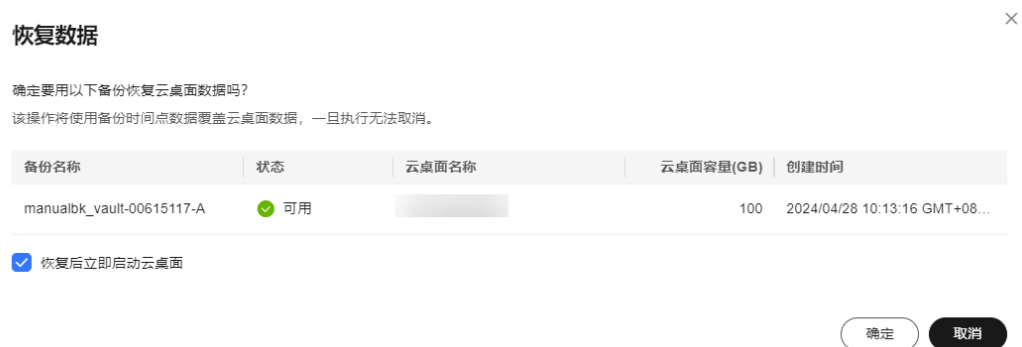 恢复数据
确定要用以下备份恢复云桌面数据吗?
该操作将使用备份时间点数据覆盖云桌面数据，一旦执行无法取消。
备份名称 状态 云桌面名称 云桌面容量(GB) 创建时间
manualbk_vault-00615117-A 可用 100 2024/04/28 10:13:16 GMT+08...
恢复后立即启动云桌面
确定 取消